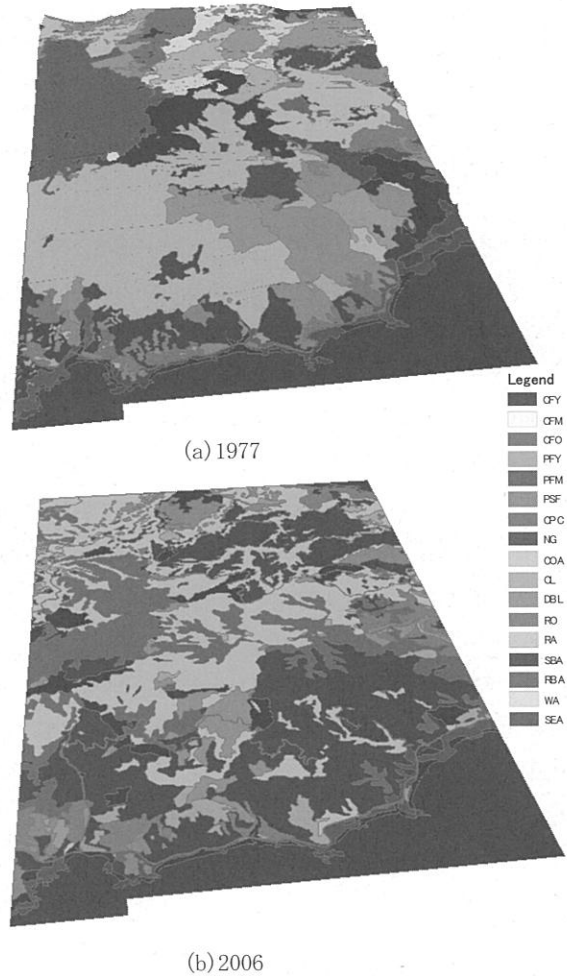 (a) 1977
Legend
CFY
CFM
CFO
PFY
PFM
PSF
CPC
NG
COA
CL
DBL
RO
RA
SBA
RBA
WA
SEA
(b) 2006